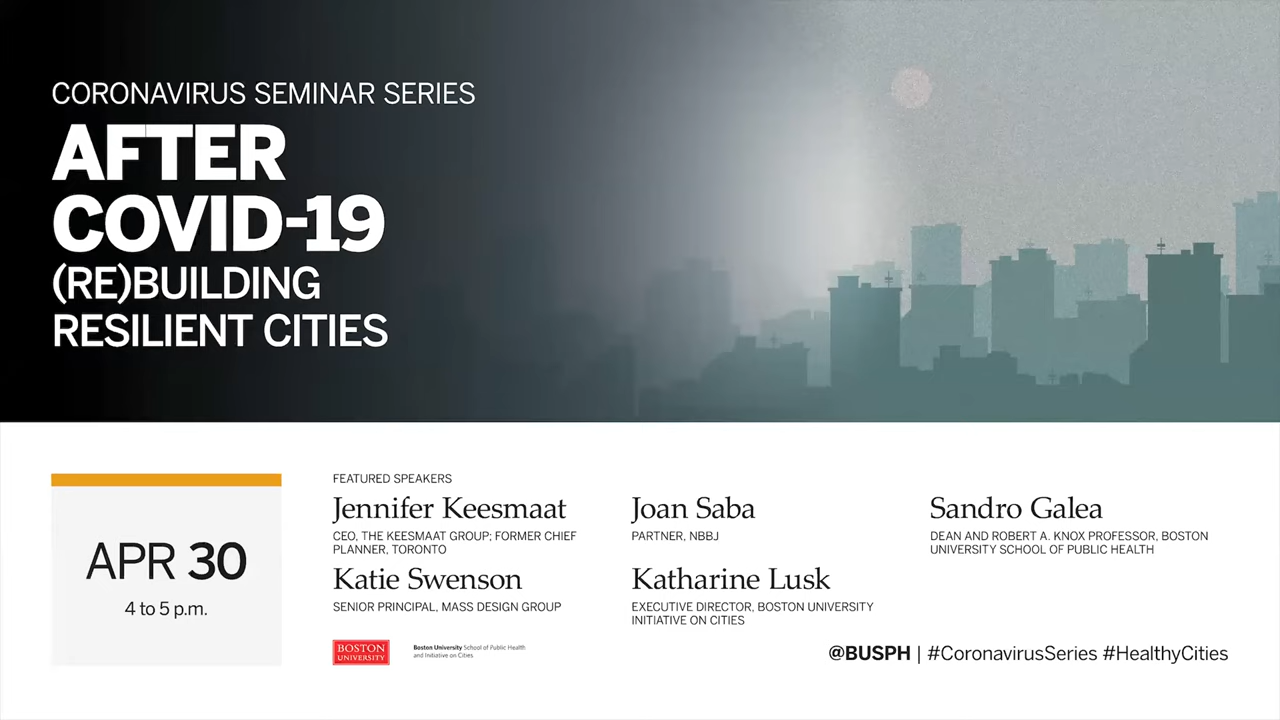 CORONAVIRUS SEMINAR SERIES
AFTER
COVID-19
(RE)BUILDING
RESILIENT CITIES
APR 30
4 to 5 p.m.
FEATURED SPEAKERS
Jennifer Keesmaat
CEO, THE KEESMAAT GROUP; FORMER CHIEF
PLANNER, TORONTO
Joan Saba
PARTNER, NBBJ
Sandro Galea
DEAN AND ROBERT A. KNOX PROFESSOR, BOSTON
UNIVERSITY SCHOOL OF PUBLIC HEALTH
Katie Swenson
SENIOR PRINCIPAL, MASS DESIGN GROUP
Katharine Lusk
EXECUTIVE DIRECTOR, BOSTON UNIVERSITY
INITIATIVE ON CITIES
BOSTON
UNIVERSITY
Boston University School of Public Health
and Initiative on Cities
@BUSPH | #CoronavirusSeries #HealthyCities